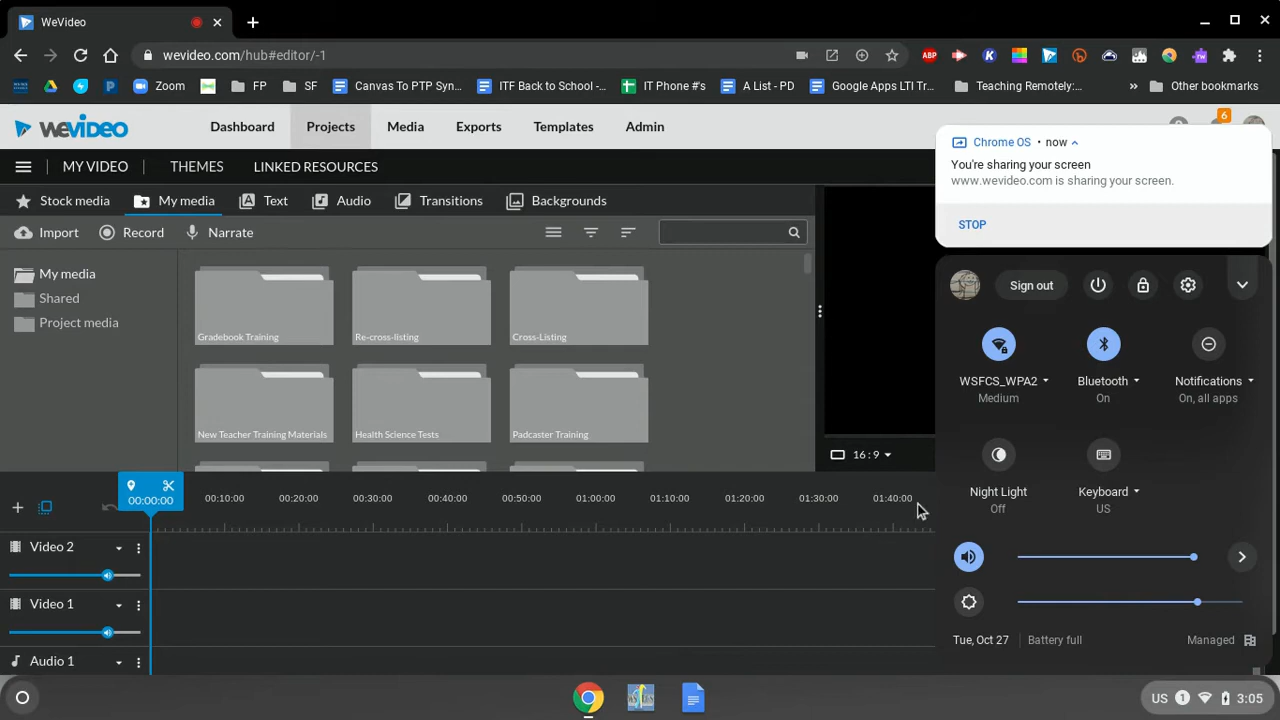 WeVideo
wevideo.com/hub#editor/-1
ABP
Zoom
FP
SF
Canvas To PTP Syn...
ITF Back to School -...
IT Phone #'s
A List - PD
Google Apps LTI Tr...
Teaching Remotely:...
Other bookmarks
WEVIDEO
Dashboard
Projects
Media
Exports
Templates
Admin
6
MY VIDEO
THEMES
LINKED RESOURCES
Chrome OS • now
You're sharing your screen
www.wevideo.com is sharing your screen.
STOP
Stock media
My media
Text
Audio
Transitions
Backgrounds
Import
Record
Narrate
My media
Shared
Project media
Gradebook Training
Re-cross-listing
Cross-Listing
New Teacher Training Materials
Health Science Tests
Padcaster Training
16:9
Sign out
WSFCS_WPA2
Medium
Bluetooth
On
Notifications
On, all apps
Night Light
Off
Keyboard
US
Tue, Oct 27
Battery full
Managed
00:00:00
00:10:00
00:20:00
00:30:00
00:40:00
00:50:00
01:00:00
01:10:00
01:20:00
01:30:00
01:40:00
Video 2
Video 1
Audio 1
US
1
3:05